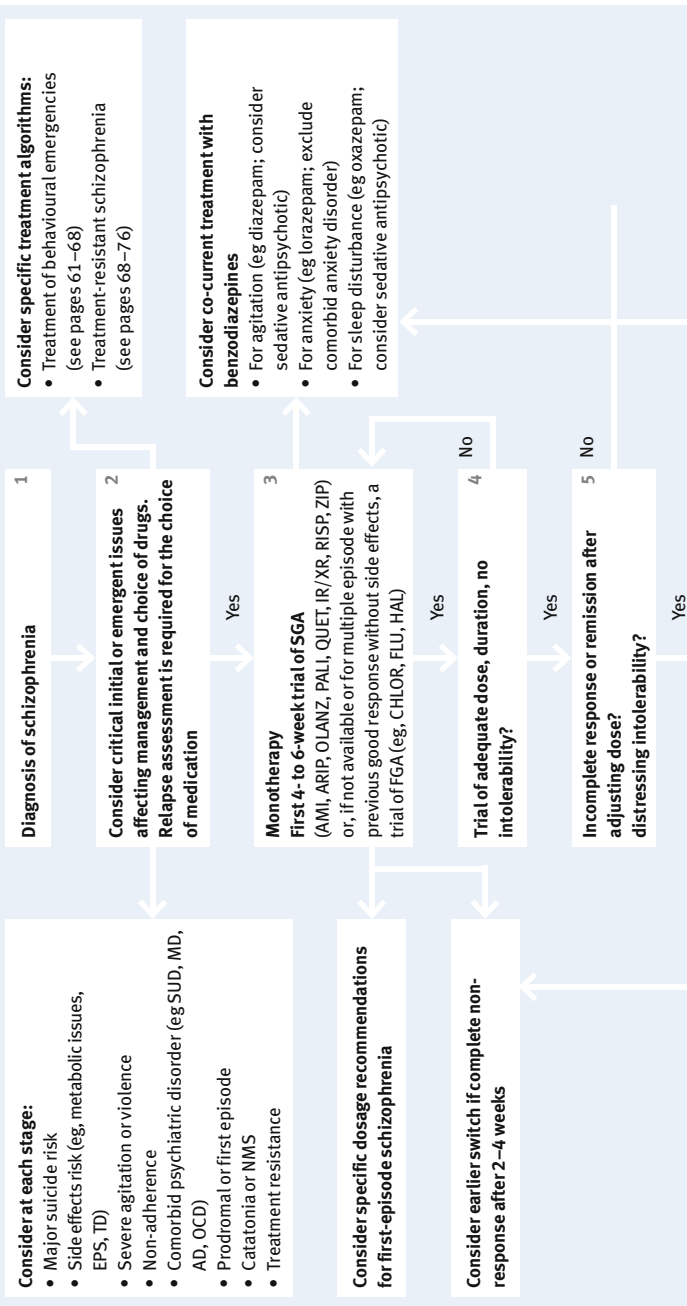 Consider at each stage:
• Major suicide risk
• Side effects risk (eg, metabolic issues,
EPS, TD)
• Severe agitation or violence
• Non-adherence
• Comorbid psychiatric disorder (eg SUD, MD,
AD, OCD)
• Prodromal or first episode
• Catatonia or NMS
• Treatment resistance
Consider specific dosage recommendations
for first-episode schizophrenia
Consider earlier switch if complete non-
response after 2–4 weeks
1
Diagnosis of schizophrenia
2
Consider critical initial or emergent issues
affecting management and choice of drugs.
Relapse assessment is required for the choice
of medication
Yes
3
Monotherapy
First 4- to 6-week trial of SGA
(AMI, ARIP, OLANZ, PALI, QUET, IR/XR, RISP, ZIP)
or, if not available or for multiple episode with
previous good response without side effects, a
trial of FGA (eg, CHLOR, FLU, HAL)
Yes
4
Trial of adequate dose, duration, no
intolerability?
No
Yes
5
Incomplete response or remission after
adjusting dose?
distressing intolerability?
No
Yes
Consider specific treatment algorithms:
• Treatment of behavioural emergencies
(see pages 61–68)
• Treatment-resistant schizophrenia
(see pages 68–76)
Consider co-current treatment with
benzodiazepines
• For agitation (eg diazepam; consider
sedative antipsychotic)
• For anxiety (eg lorazepam; exclude
comorbid anxiety disorder)
• For sleep disturbance (eg oxazepam;
consider sedative antipsychotic)